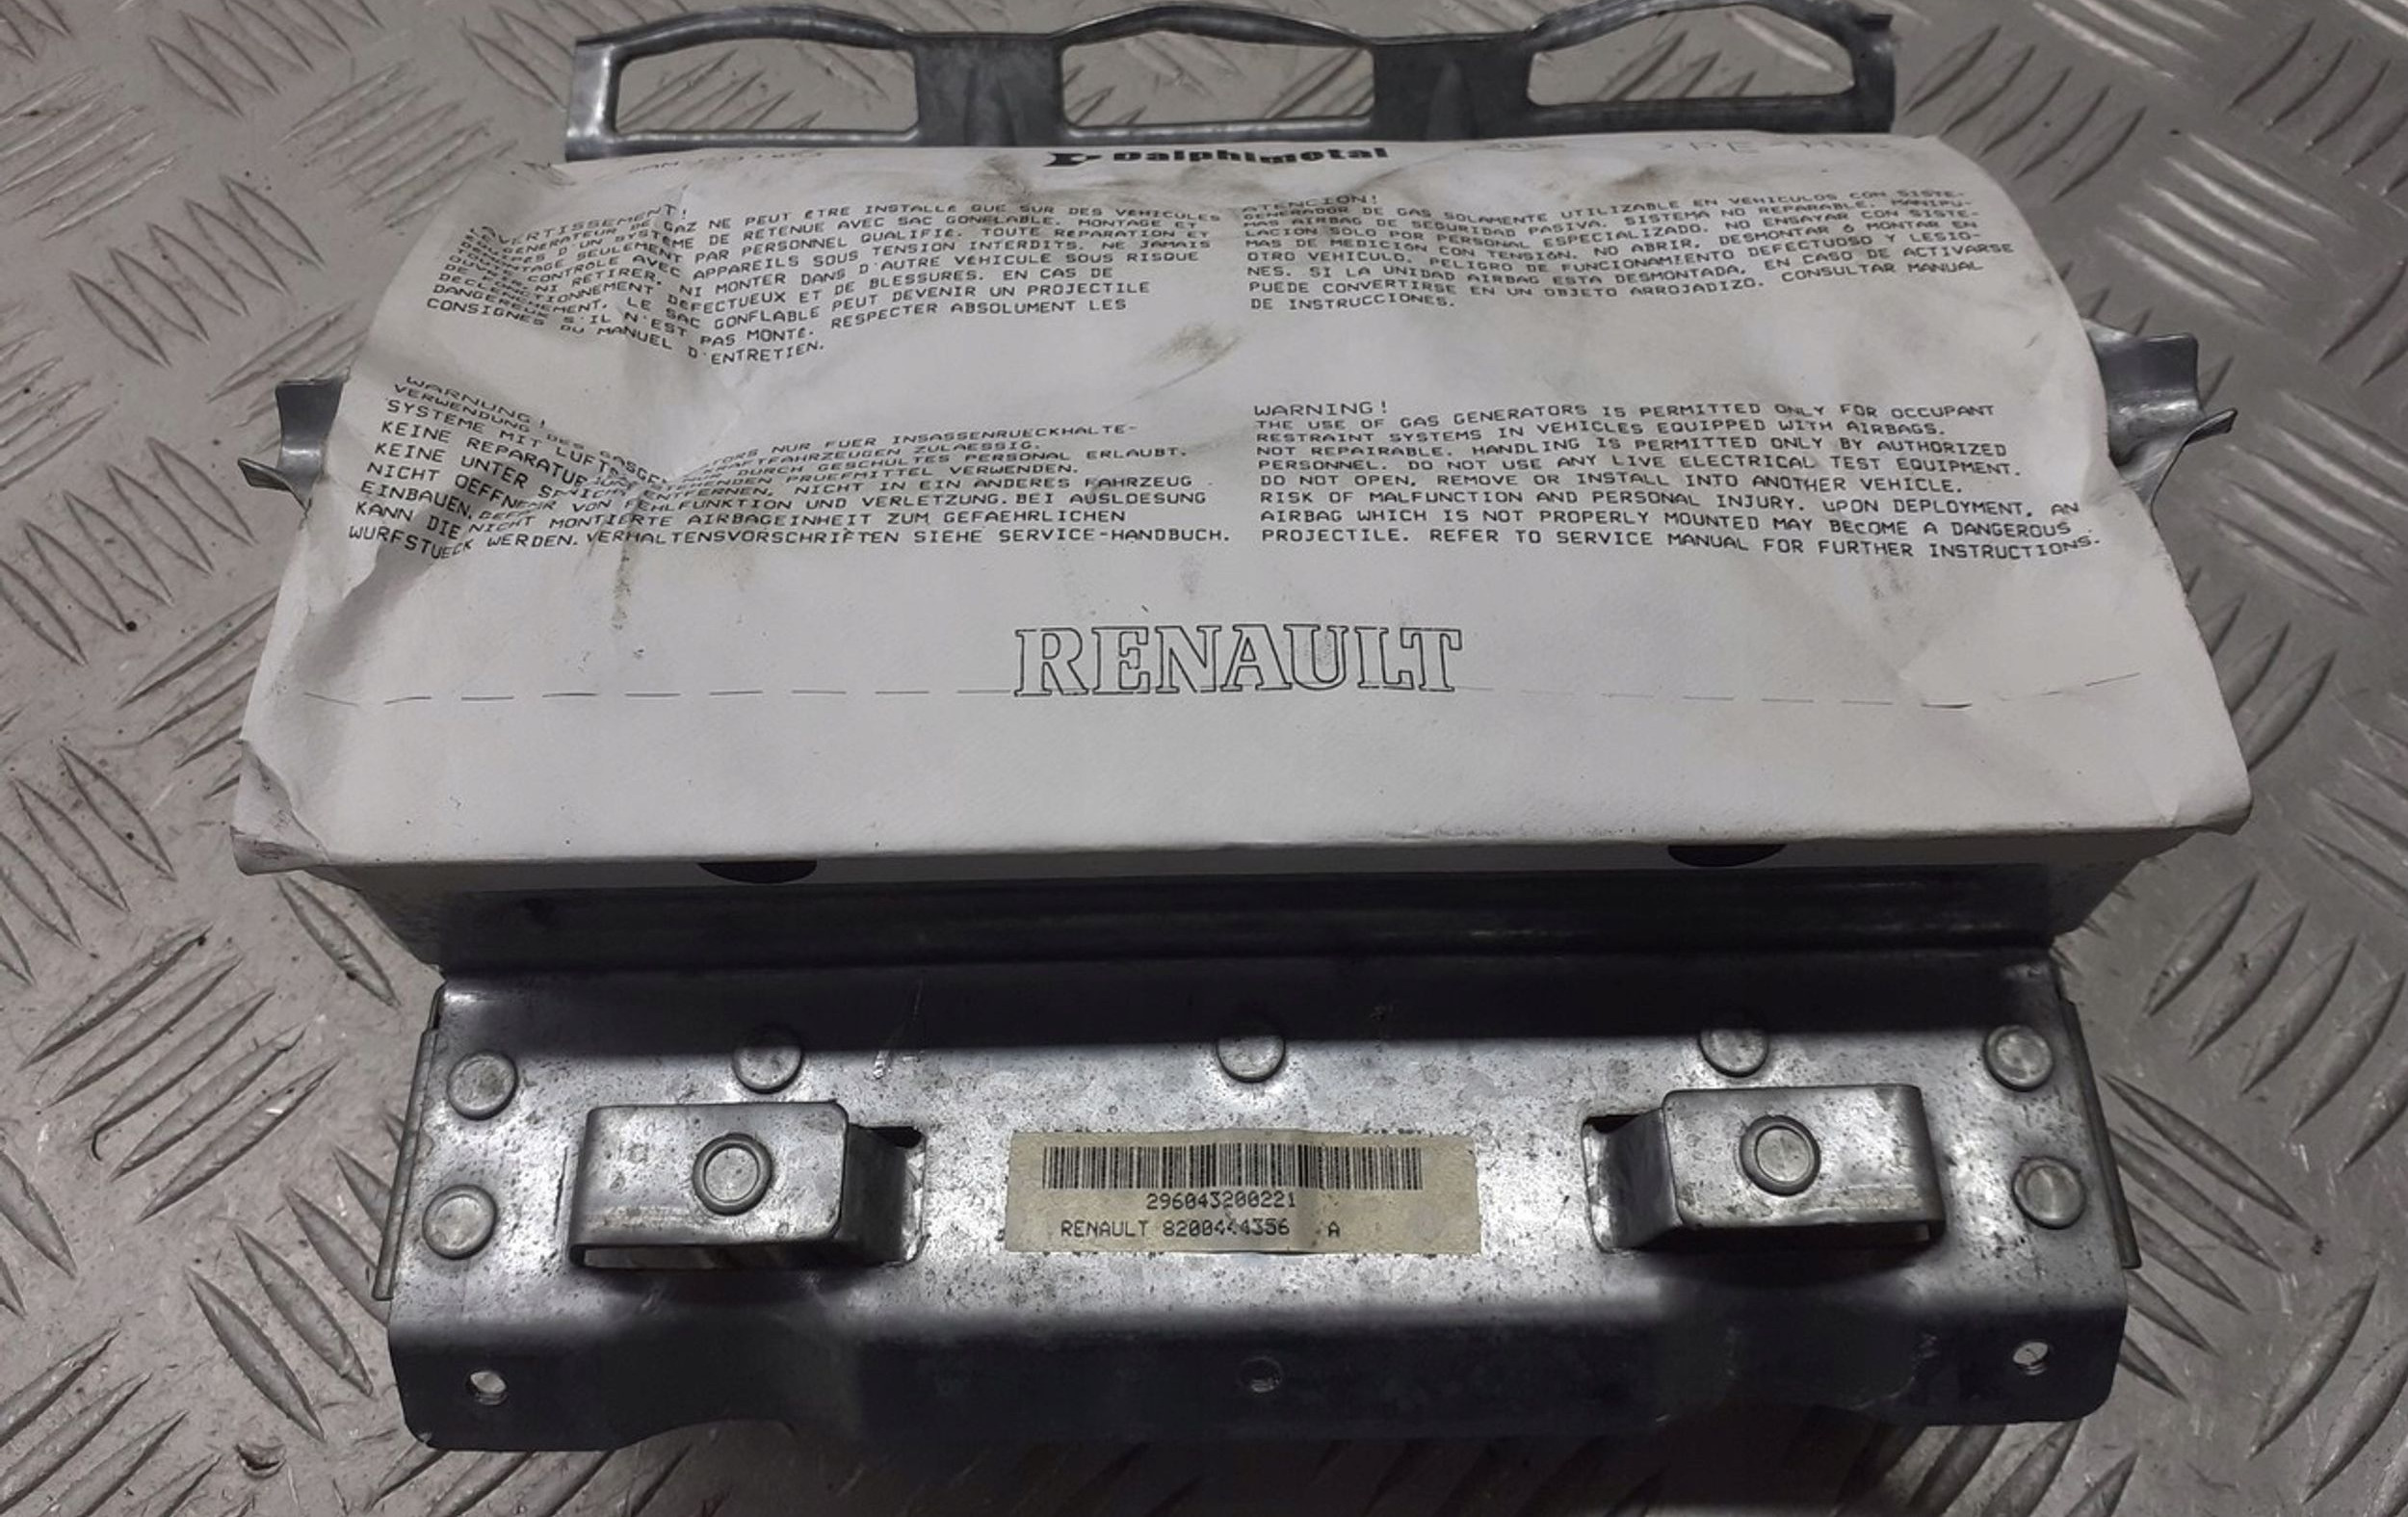 Dalphimetal
AVERTISSEMENT!
GENERATEUR DE GAZ NE PEUT ETRE INSTALLE QUE SUR DES VEHICULES
D'UN SYSTEME DE RETENUE AVEC SAC GONFLABLE. MONTAGE ET
SEULEMENT PAR PERSONNEL QUALIFIE. TOUTE REPARATION ET
CONTROLE AVEC APPAREILS SOUS TENSION INTERDITS. NE JAMAIS
OUVRIR, NI RETIRER, NI MONTER DANS D'AUTRE VEHICULE SOUS RISQUE
DE FONCTIONNEMENT DEFECTUEUX ET DE BLESSURES. EN CAS DE
DECLENCHEMENT, LE SAC GONFLABLE PEUT DEVENIR UN PROJECTILE
DANGEREUX S'IL N'EST PAS MONTE. RESPECTER ABSOLUMENT LES
CONSIGNES DU MANUEL D'ENTRETIEN.
ATENCION!
GENERADOR DE GAS SOLAMENTE UTILIZABLE EN VEHICULOS CON SISTE-
MAS AIRBAG DE SEGURIDAD PASIVA. SISTEMA NO REPARABLE. MANIPU-
LACION SOLO POR PERSONAL ESPECIALIZADO. NO ENSAYAR CON SISTE-
MAS DE MEDICION CON TENSION. NO ABRIR, DESMONTAR O MONTAR EN
OTRO VEHICULO. PELIGRO DE FUNCIONAMIENTO DEFECTUOSO Y LESIO-
NES. SI LA UNIDAD AIRBAG ESTA DESMONTADA, EN CASO DE ACTIVARSE
PUEDE CONVERTIRSE EN UN OBJETO ARROJADIZO. CONSULTAR MANUAL
DE INSTRUCCIONES.
WARNUNG!
VERWENDUNG DES NUR FUER INSASSENRUECKHALTE-
SYSTEME MIT KRAFTFAHRZEUGEN ZULAESSIG.
KEINE REPARATUR DURCH GESCHULTES PERSONAL ERLAUBT.
KEINE UNTER PRUEFMITTEL VERWENDEN.
NICHT OEFFNEN ENTFERNEN, NICHT IN EIN ANDERES FAHRZEUG
EINBAUEN. VON FEHLFUNKTION UND VERLETZUNG. BEI AUSLOESUNG
KANN DIE NICHT MONTIERTE AIRBAGEINHEIT ZUM GEFAEHRLICHEN
WURFSTUECK WERDEN. VERHALTENSVORSCHRIFTEN SIEHE SERVICE-HANDBUCH.
WARNING!
THE USE OF GAS GENERATORS IS PERMITTED ONLY FOR OCCUPANT
RESTRAINT SYSTEMS IN VEHICLES EQUIPPED WITH AIRBAGS.
NOT REPAIRABLE. HANDLING IS PERMITTED ONLY BY AUTHORIZED
PERSONNEL. DO NOT USE ANY LIVE ELECTRICAL TEST EQUIPMENT.
DO NOT OPEN, REMOVE OR INSTALL INTO ANOTHER VEHICLE.
RISK OF MALFUNCTION AND PERSONAL INJURY. UPON DEPLOYMENT, AN
AIRBAG WHICH IS NOT PROPERLY MOUNTED MAY BECOME A DANGEROUS
PROJECTILE. REFER TO SERVICE MANUAL FOR FURTHER INSTRUCTIONS.
RENAULT
296043200221
RENAULT 8200444356 A